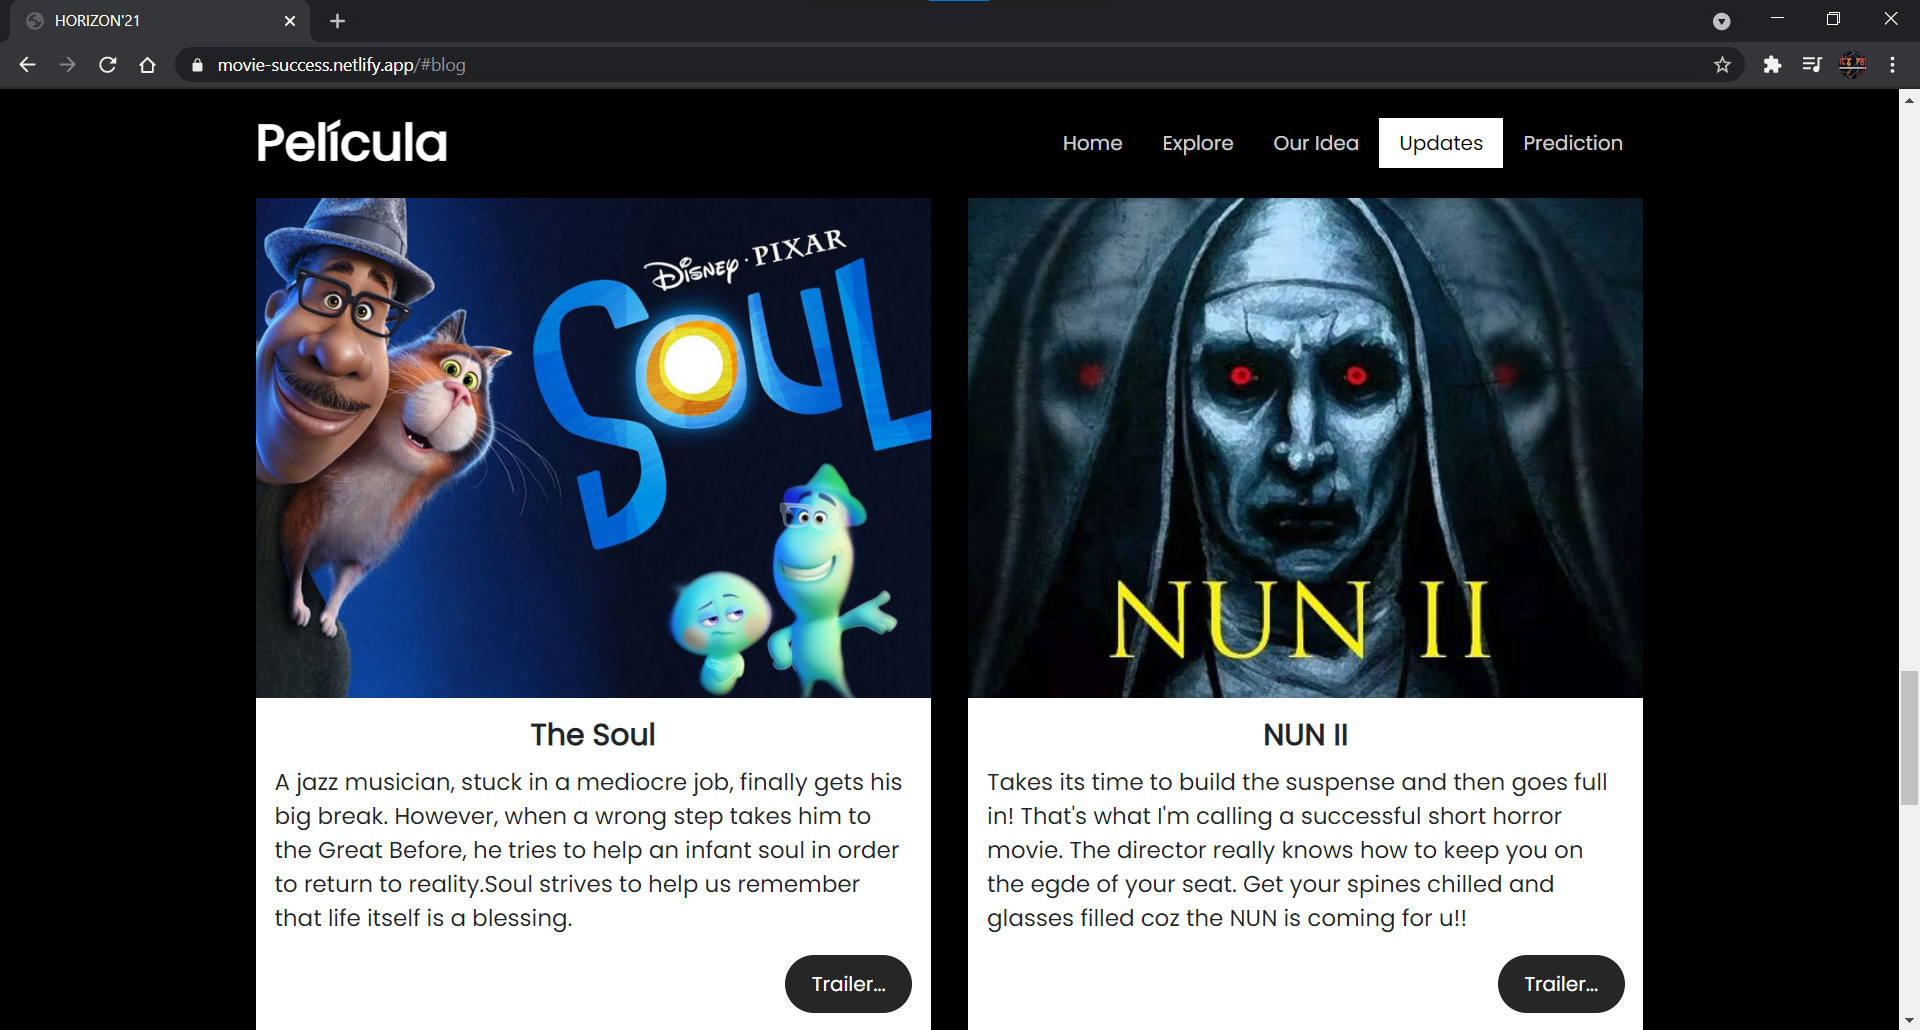 HORIZON'21
movie-success.netlify.app/#blog
Película
Home
Explore
Our Idea
Updates
Prediction
DISNEY · PIXAR
SOUL
NUN II
The Soul
A jazz musician, stuck in a mediocre job, finally gets his
big break. However, when a wrong step takes him to
the Great Before, he tries to help an infant soul in order
to return to reality.Soul strives to help us remember
that life itself is a blessing.
Trailer...
NUN II
Takes its time to build the suspense and then goes full
in! That's what I'm calling a successful short horror
movie. The director really knows how to keep you on
the egde of your seat. Get your spines chilled and
glasses filled coz the NUN is coming for u!!
Trailer...